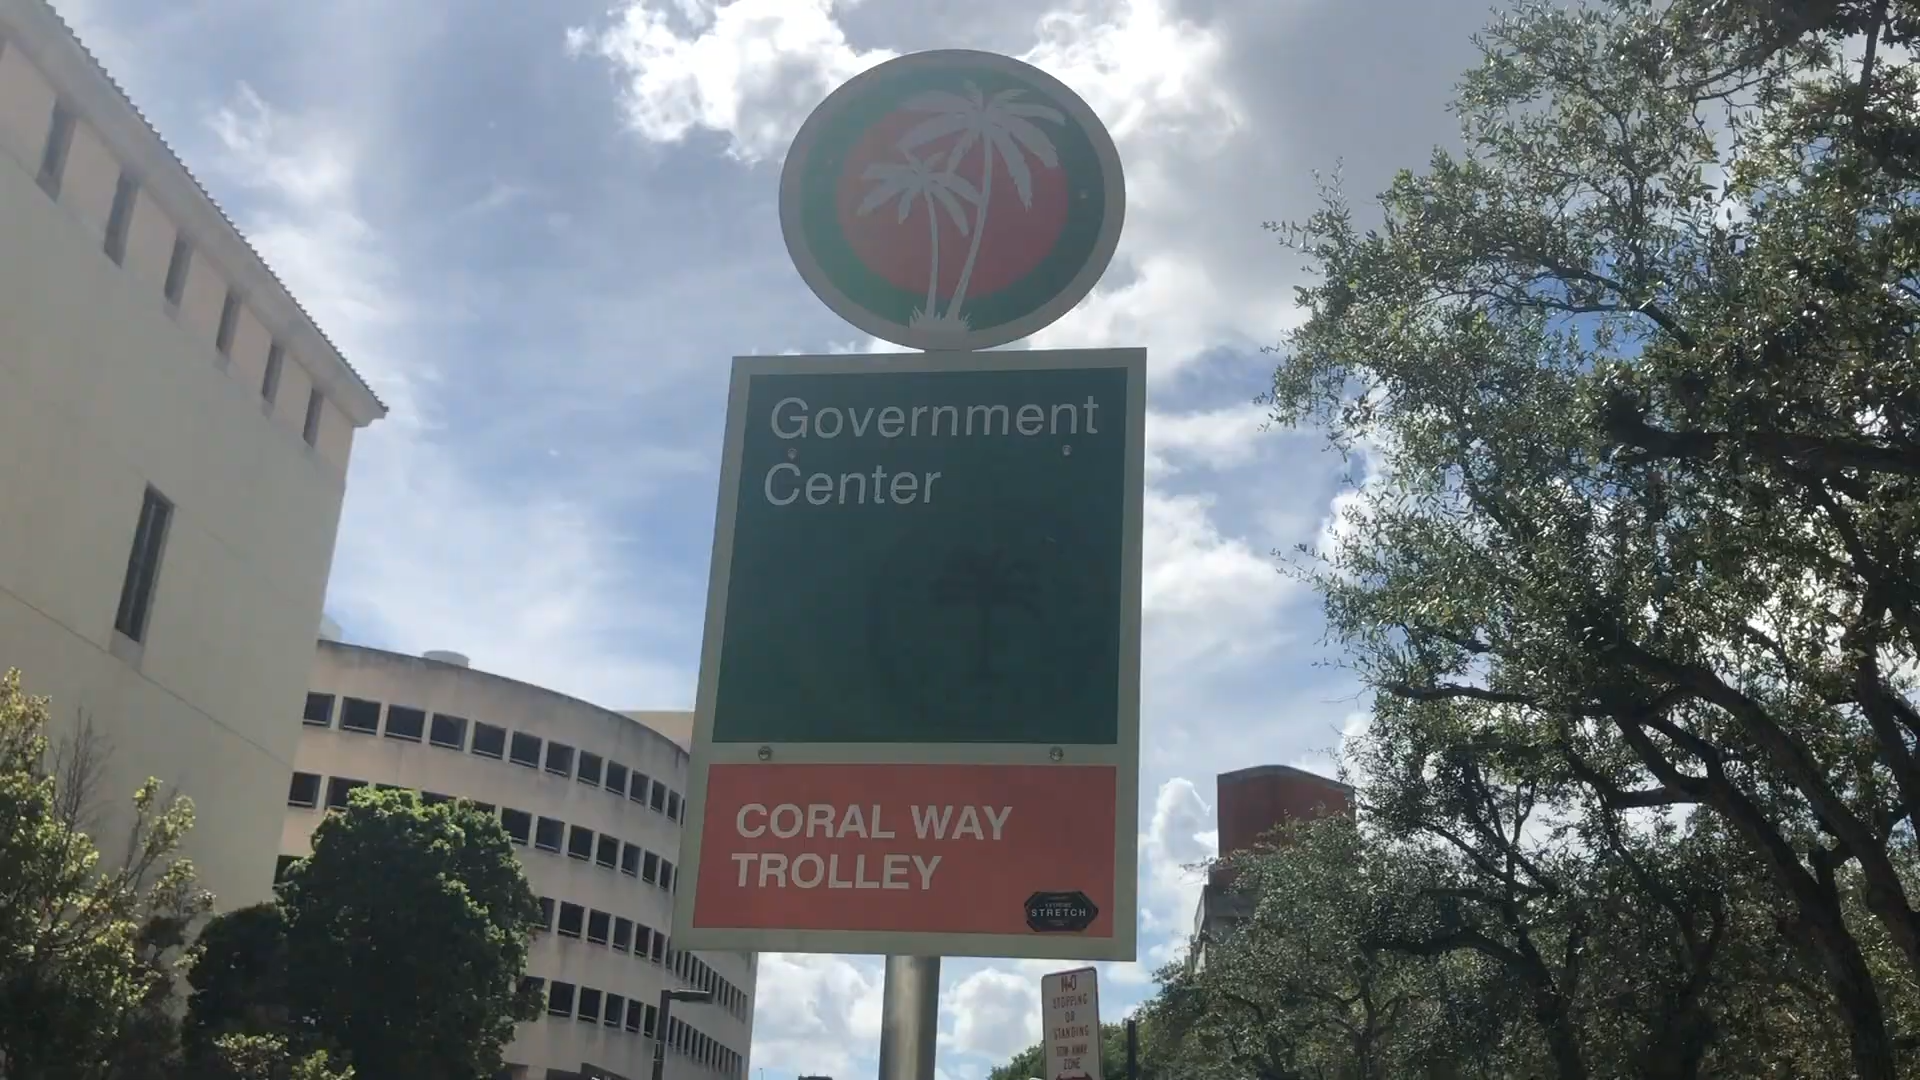 Government
Center
CORAL WAY
TROLLEY
STRETCH
NO
STOPPING
OR
STANDING
TOW-AWAY
ZONE